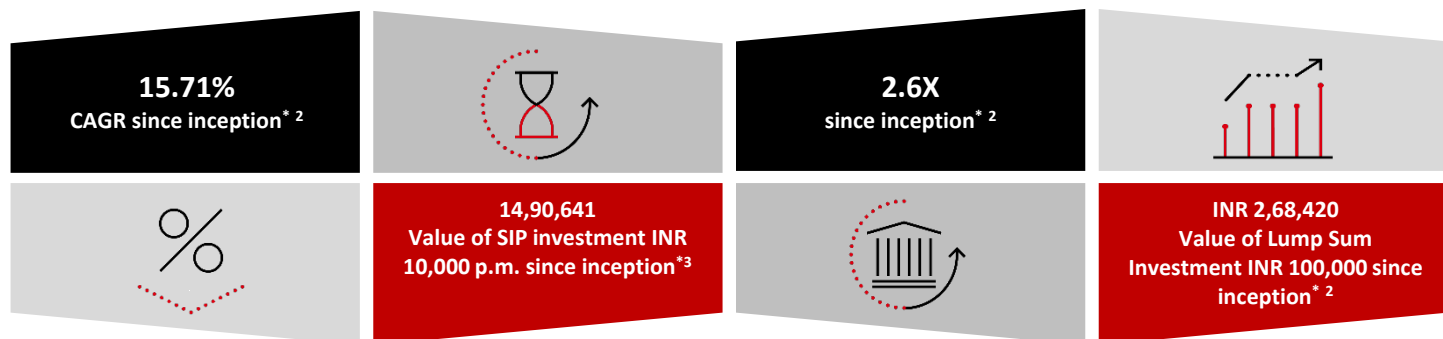 15.71%
CAGR since inception* 2
2.6X
since inception* 2
14,90,641
Value of SIP investment INR
10,000 p.m. since inception*3
INR 2,68,420
Value of Lump Sum
Investment INR 100,000 since
inception* 2